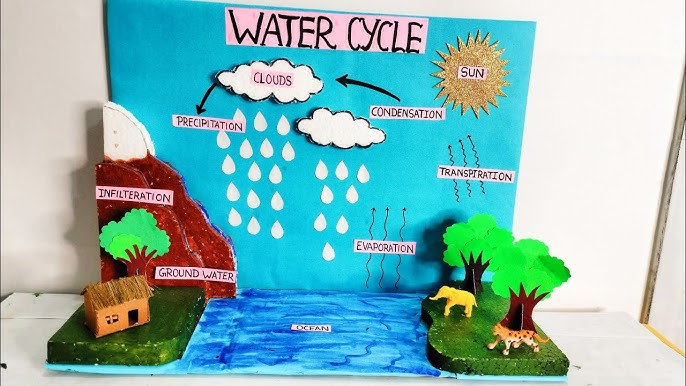 WATER CYCLE
CLOUDS
SUN
CONDENSATION
PRECIPITATION
TRANSPIRATION
INFILTERATION
EVAPORATION
GROUND WATER
OCEAN